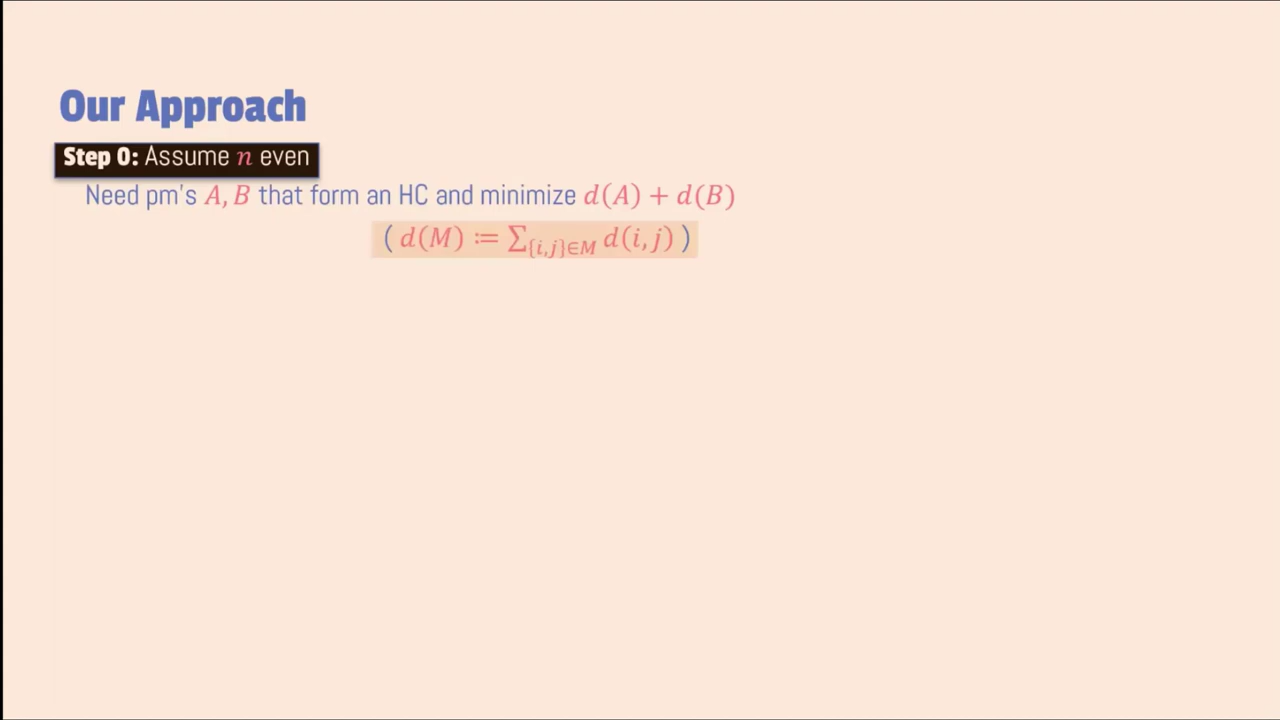 Our Approach
Step 0: Assume n even
Need pm's A, B that form an HC and minimize d(A) + d(B)
( d(M) ≔ ∑_{{i,j}∈M} d(i,j) )